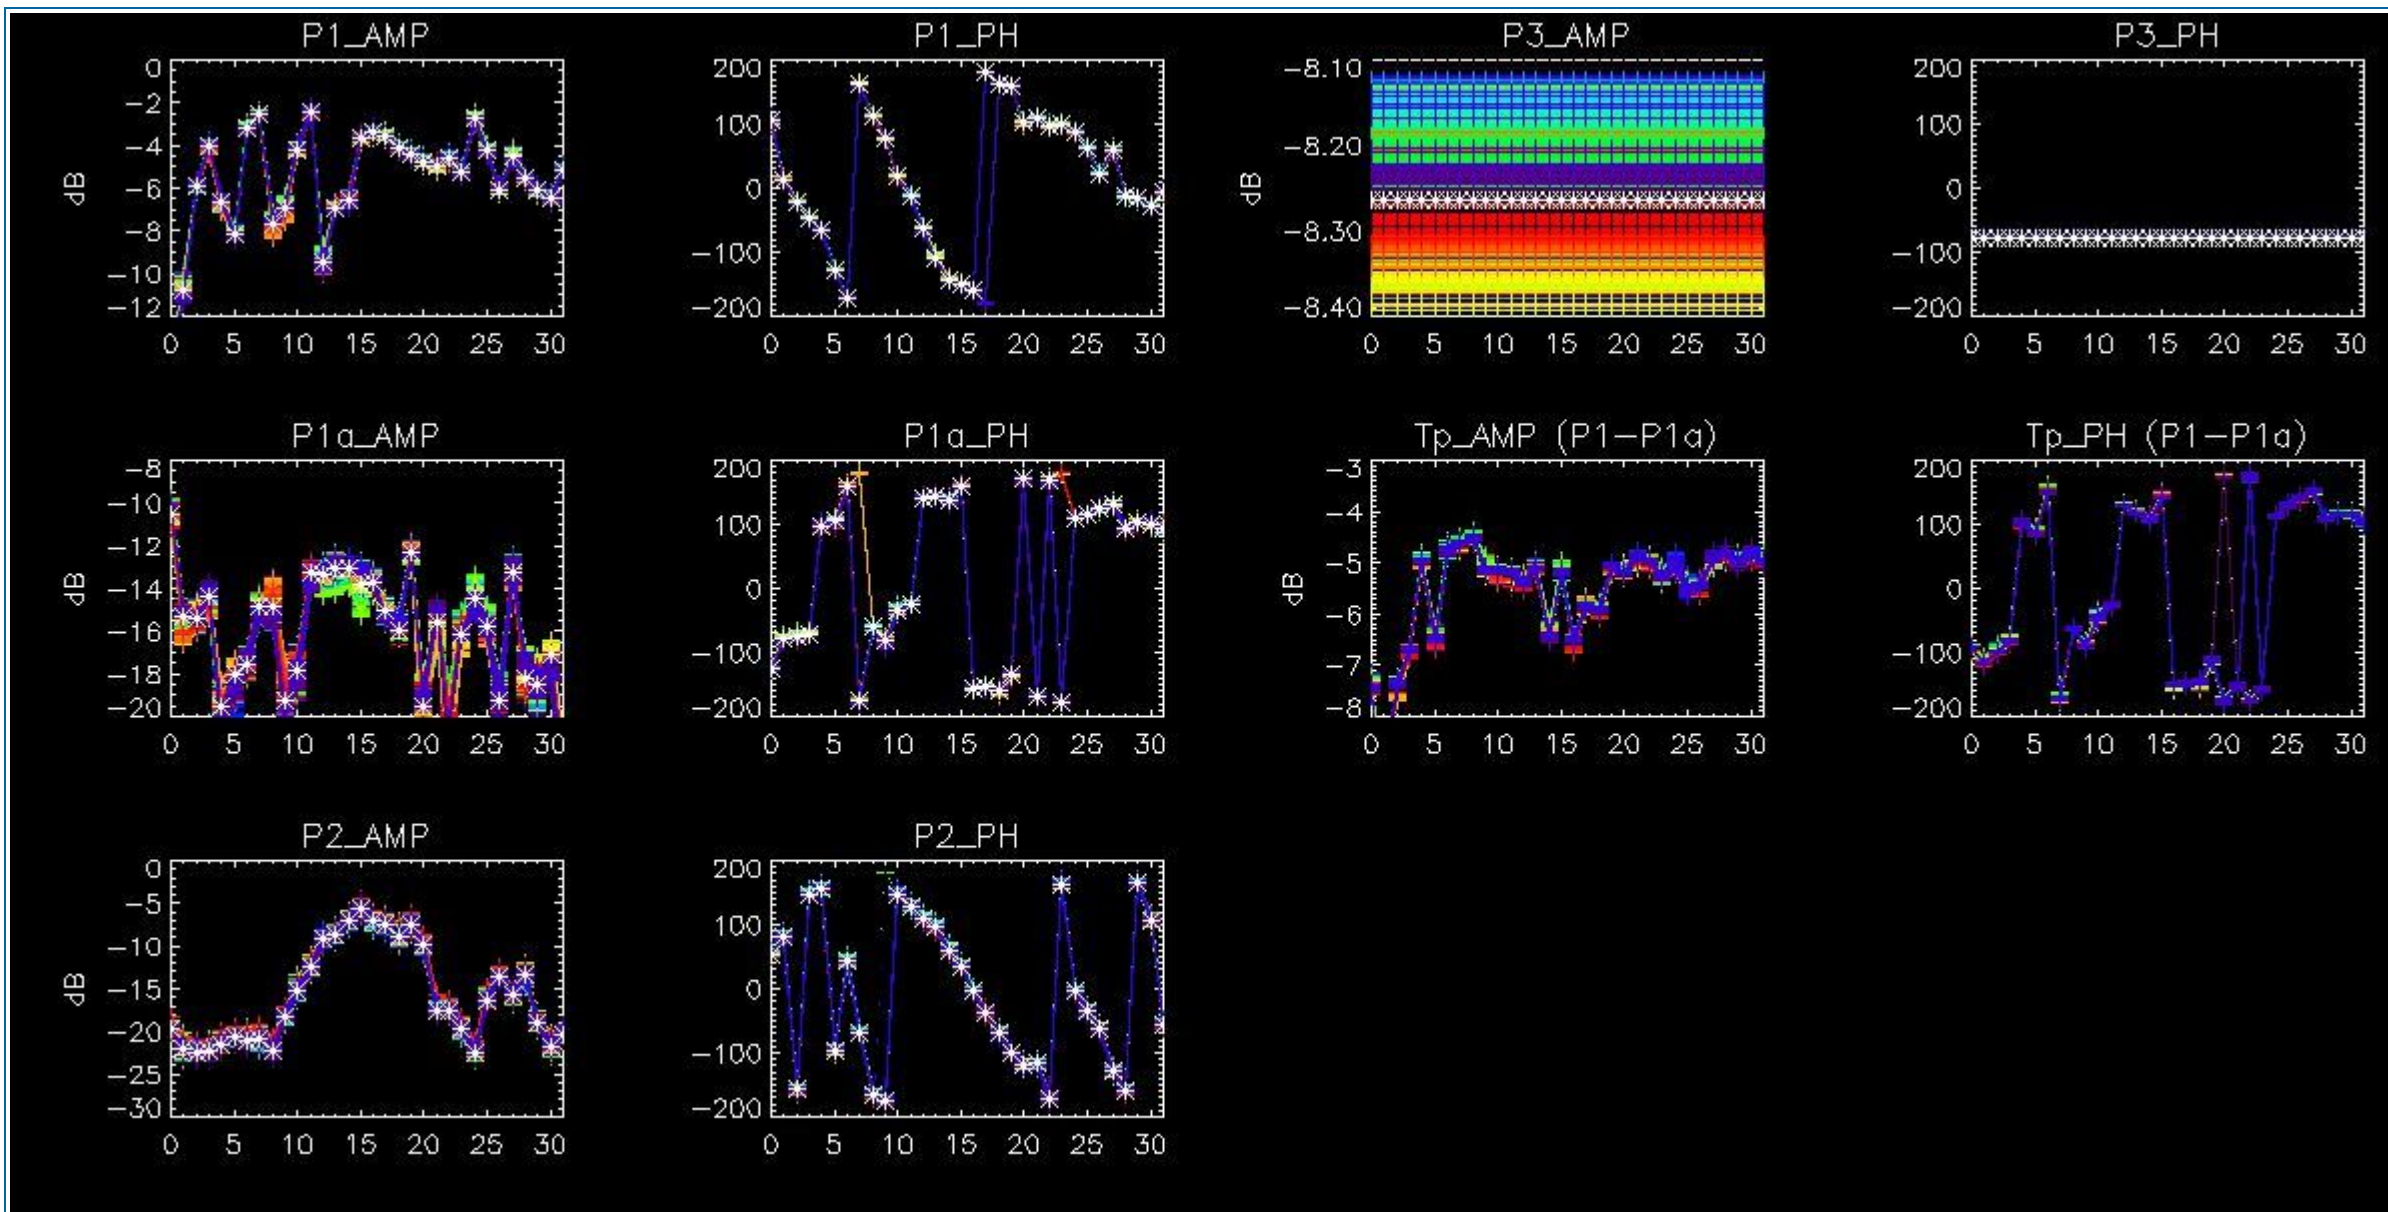 P1_AMP P1_PH P3_AMP P3_PH
0 200 −8.10 200
−2
100 100
−4 −8.20
dB −6 0 dB 0
−8 −8.30
−100 −100
−10
−12 −200 −8.40 −200
0 5 10 15 20 25 30 0 5 10 15 20 25 30 0 5 10 15 20 25 30 0 5 10 15 20 25 30
P1a_AMP P1a_PH Tp_AMP (P1−P1a) Tp_PH (P1−P1a)
−8 200 −3 200
−10
−4
100 100
−12
−5
dB −14 0 dB 0
−6
−16
−100 −100
−18 −7
−20 −200 −8 −200
0 5 10 15 20 25 30 0 5 10 15 20 25 30 0 5 10 15 20 25 30 0 5 10 15 20 25 30
P2_AMP P2_PH
0 200
−5
100
−10
dB −15 0
−20
−100
−25
−30 −200
0 5 10 15 20 25 30 0 5 10 15 20 25 30